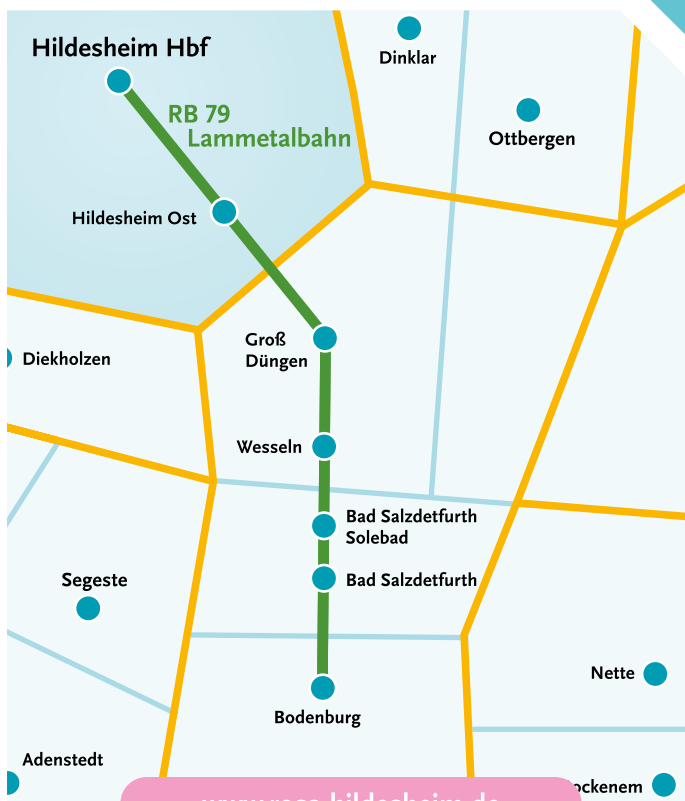 Hildesheim Hbf
Dinklar
RB 79
Lammetalbahn
Ottbergen
Hildesheim Ost
Groß
Düngen
Diekholzen
Wesseln
Bad Salzdetfurth
Solebad
Bad Salzdetfurth
Segeste
Nette
Bodenburg
Adenstedt